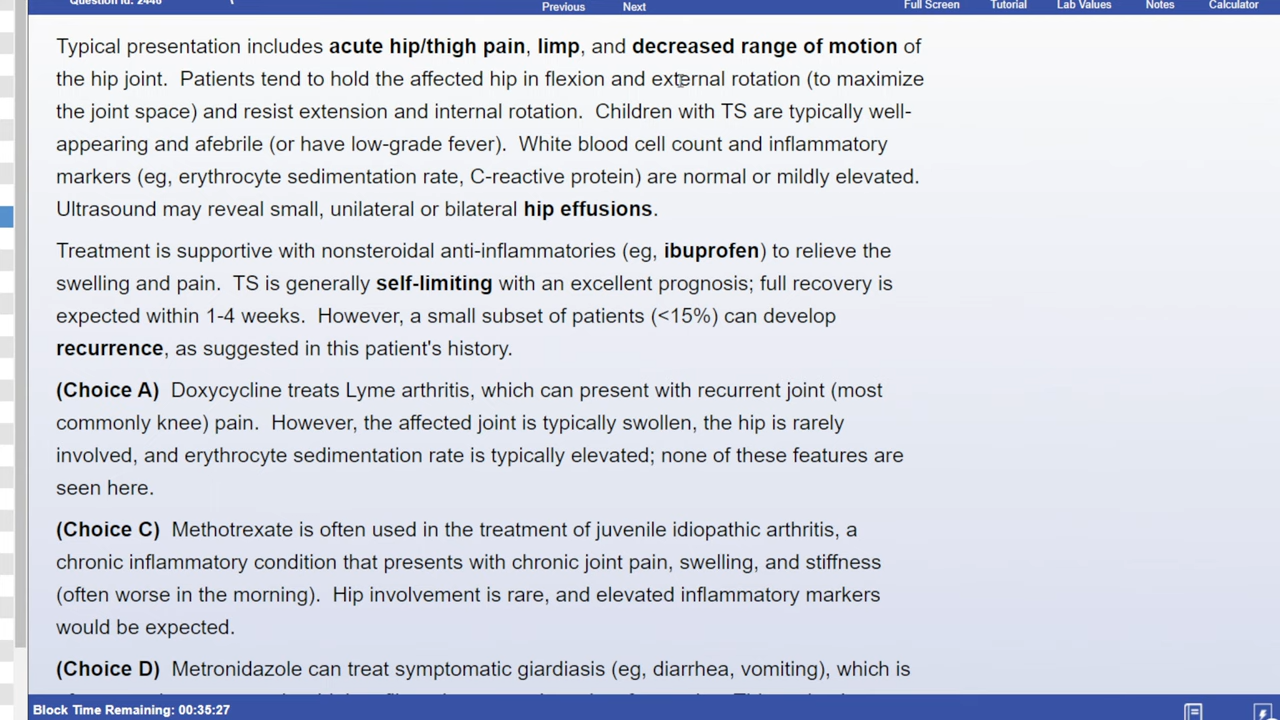 Question Id: 2446
Previous
Next
Full Screen
Tutorial
Lab Values
Notes
Calculator
Typical presentation includes acute hip/thigh pain, limp, and decreased range of motion of
the hip joint. Patients tend to hold the affected hip in flexion and external rotation (to maximize
the joint space) and resist extension and internal rotation. Children with TS are typically well-
appearing and afebrile (or have low-grade fever). White blood cell count and inflammatory
markers (eg, erythrocyte sedimentation rate, C-reactive protein) are normal or mildly elevated.
Ultrasound may reveal small, unilateral or bilateral hip effusions.
Treatment is supportive with nonsteroidal anti-inflammatories (eg, ibuprofen) to relieve the
swelling and pain. TS is generally self-limiting with an excellent prognosis; full recovery is
expected within 1-4 weeks. However, a small subset of patients (<15%) can develop
recurrence, as suggested in this patient's history.
(Choice A) Doxycycline treats Lyme arthritis, which can present with recurrent joint (most
commonly knee) pain. However, the affected joint is typically swollen, the hip is rarely
involved, and erythrocyte sedimentation rate is typically elevated; none of these features are
seen here.
(Choice C) Methotrexate is often used in the treatment of juvenile idiopathic arthritis, a
chronic inflammatory condition that presents with chronic joint pain, swelling, and stiffness
(often worse in the morning). Hip involvement is rare, and elevated inflammatory markers
would be expected.
(Choice D) Metronidazole can treat symptomatic giardiasis (eg, diarrhea, vomiting), which is
Block Time Remaining: 00:35:27